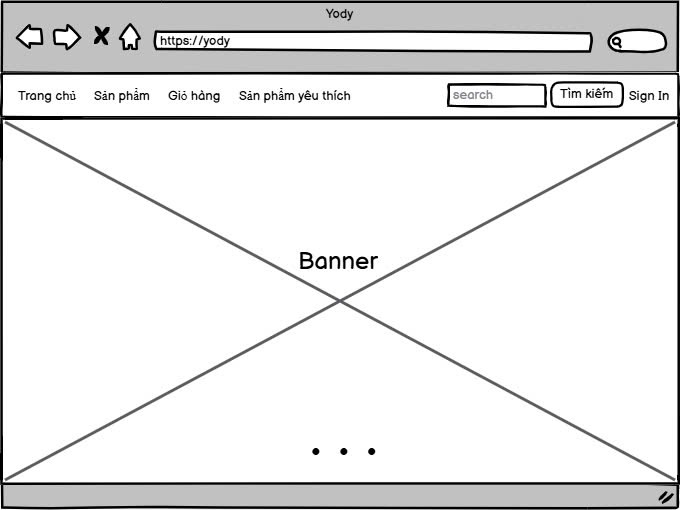 Yody
https://yody
Trang chủ Sản phẩm Giỏ hàng Sản phẩm yêu thích search Tìm kiếm Sign In
Banner